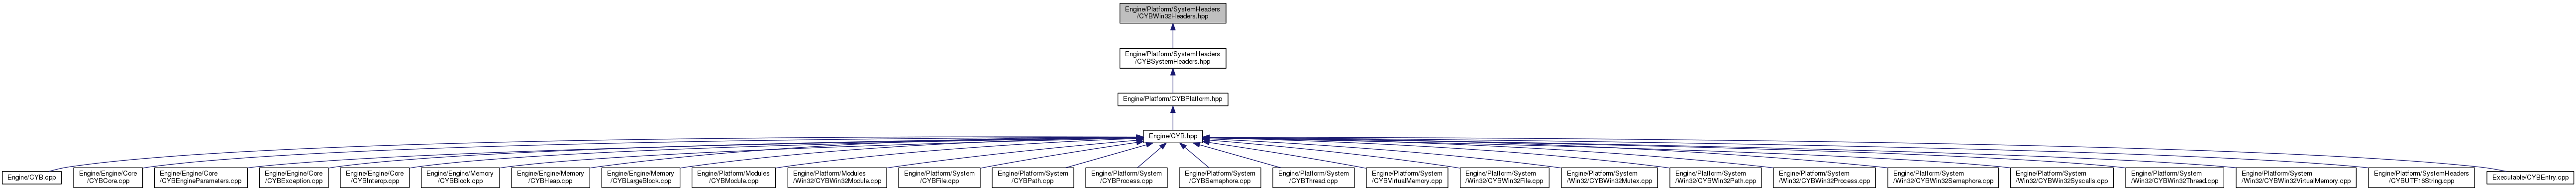 Engine/Platform/SystemHeaders
/CYBWin32Headers.hpp
Engine/Platform/SystemHeaders
/CYBSystemHeaders.hpp
Engine/Platform/CYBPlatform.hpp
Engine/CYB.hpp
Engine/CYB.cpp
Engine/Engine/Core
/CYBCore.cpp
Engine/Engine/Core
/CYBEngineParameters.cpp
Engine/Engine/Core
/CYBException.cpp
Engine/Engine/Core
/CYBInterop.cpp
Engine/Engine/Memory
/CYBBlock.cpp
Engine/Engine/Memory
/CYBHeap.cpp
Engine/Engine/Memory
/CYBLargeBlock.cpp
Engine/Platform/Modules
/CYBModule.cpp
Engine/Platform/Modules
/Win32/CYBWin32Module.cpp
Engine/Platform/System
/CYBFile.cpp
Engine/Platform/System
/CYBPath.cpp
Engine/Platform/System
/CYBProcess.cpp
Engine/Platform/System
/CYBSemaphore.cpp
Engine/Platform/System
/CYBThread.cpp
Engine/Platform/System
/CYBVirtualMemory.cpp
Engine/Platform/System
/Win32/CYBWin32File.cpp
Engine/Platform/System
/Win32/CYBWin32Mutex.cpp
Engine/Platform/System
/Win32/CYBWin32Path.cpp
Engine/Platform/System
/Win32/CYBWin32Process.cpp
Engine/Platform/System
/Win32/CYBWin32Semaphore.cpp
Engine/Platform/System
/Win32/CYBWin32Syscalls.cpp
Engine/Platform/System
/Win32/CYBWin32Thread.cpp
Engine/Platform/System
/Win32/CYBWin32VirtualMemory.cpp
Engine/Platform/SystemHeaders
/CYBUTF16String.cpp
Executable/CYBEntry.cpp